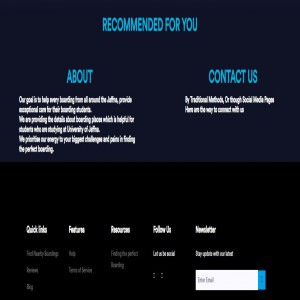 RECOMMENDED FOR YOU
ABOUT
Our goal is to help every boarding from all around the Jaffna, provide
exceptional care for their boarding students.
We are providing the details about boarding places which is helpful for
students who are studying at University of Jaffna.
We prioritise our energy to your biggest challenges and pains in finding
the perfect boarding.
CONTACT US
By Traditional Methods, Or though Social Media Pages
Here are the way to connect with us
Quick links
Features
Resources
Follow Us
Newsletter
Find Nearby Boardings
Help
Finding the perfect
Boarding
Let us be social
Stay update with our latest
Reviews
Terms of Service
Blog
Enter Email